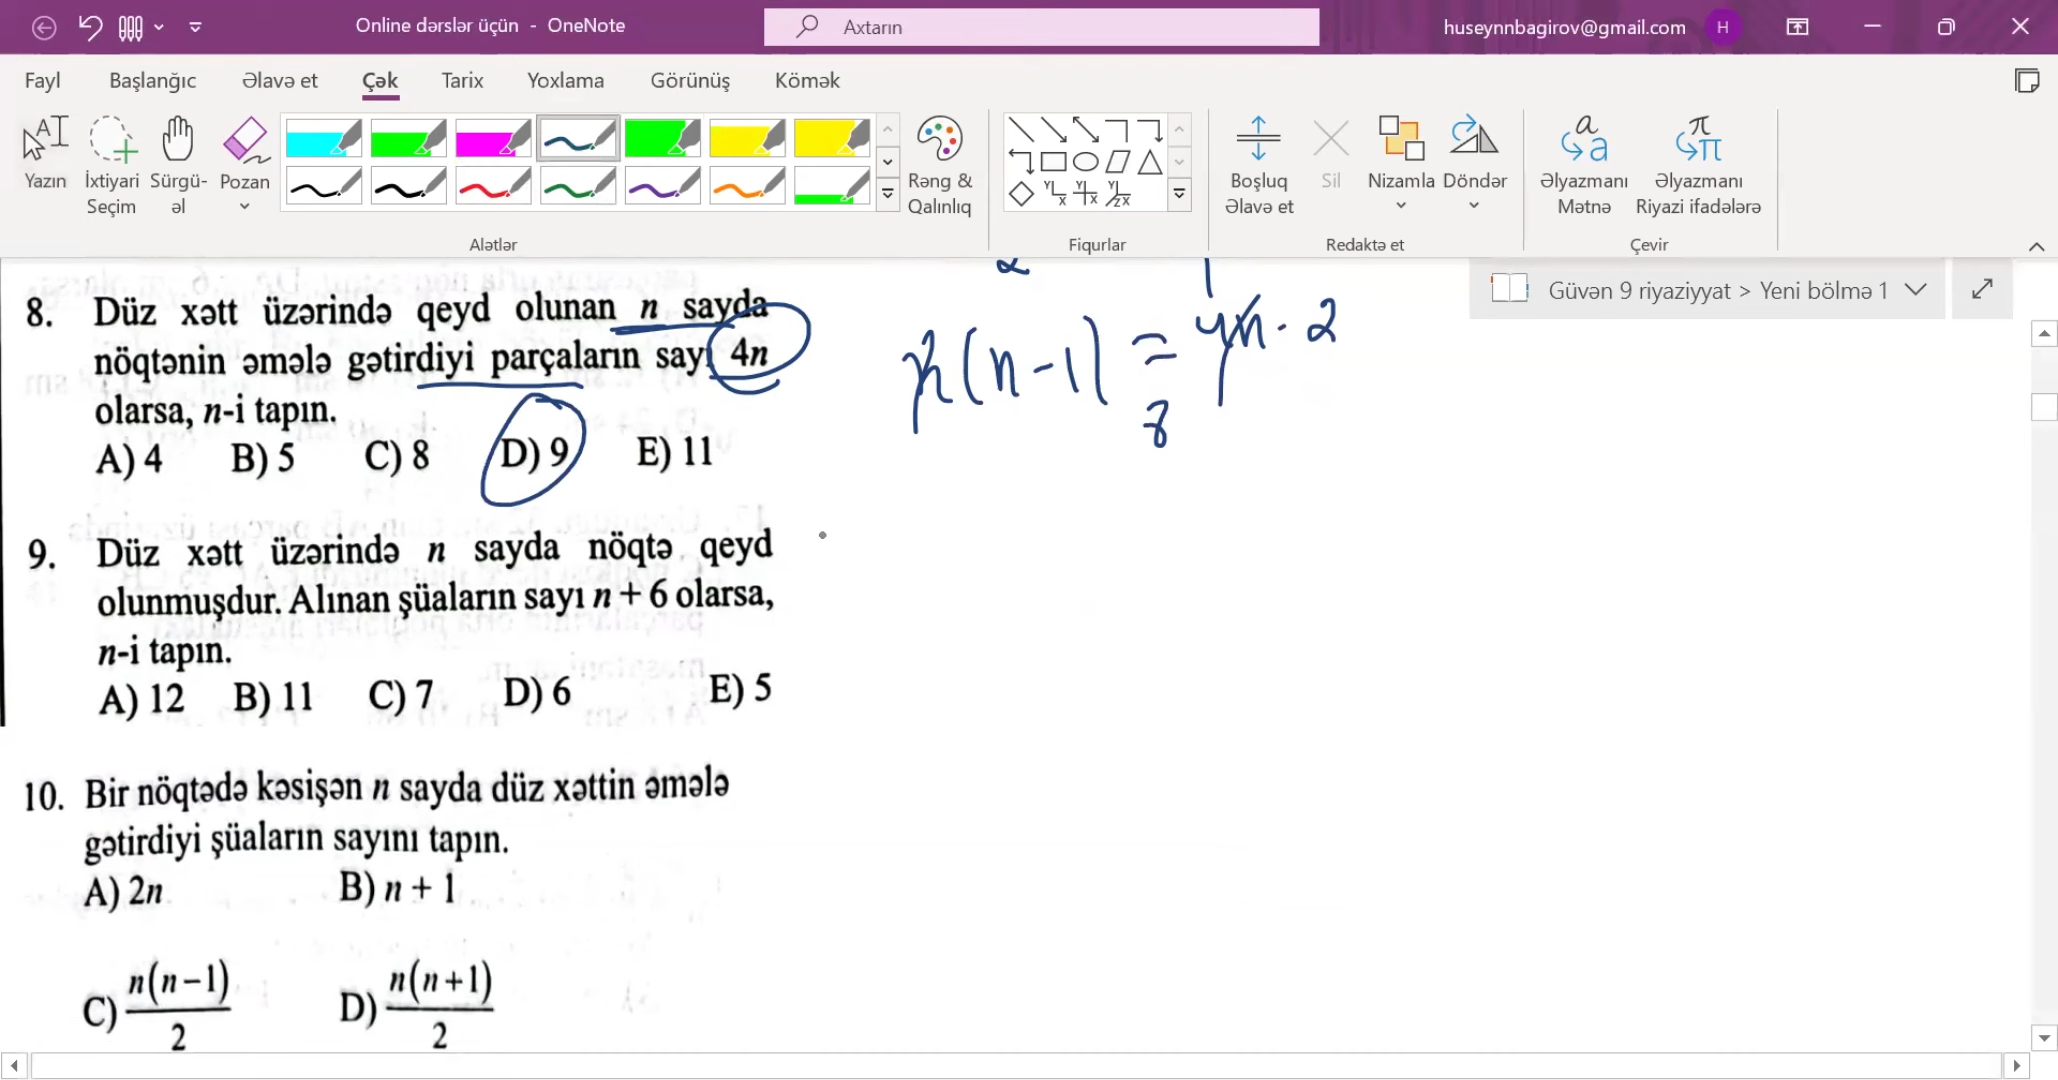 Online dərslər üçün - OneNote
Axtarın
huseynnbagirov@gmail.com
H
Fayl Başlanğıc Əlavə et Çək Tarix Yoxlama Görünüş Kömək
Yazın
İxtiyari Seçim
Sürgü-əl
Pozan
Rəng & Qalınlıq
Boşluq Əlavə et
Sil
Nizamla
Döndər
Əlyazmanı Mətnə
Əlyazmanı Riyazi ifadələrə
Alətlər Fiqurlar Redaktə et Çevir
Güvən 9 riyaziyyat > Yeni bölmə 1
8. Düz xətt üzərində qeyd olunan n sayda
nöqtənin əmələ gətirdiyi parçaların sayı 4n
olarsa, n-i tapın.
A) 4 B) 5 C) 8 D) 9 E) 11
n(n-1) = 4n · 2
8
9. Düz xətt üzərində n sayda nöqtə qeyd
olunmuşdur. Alınan şüaların sayı n + 6 olarsa,
n-i tapın.
A) 12 B) 11 C) 7 D) 6 E) 5
10. Bir nöqtədə kəsişən n sayda düz xəttin əmələ
gətirdiyi şüaların sayını tapın.
A) 2n B) n + 1
C) n(n−1)/2 D) n(n+1)/2